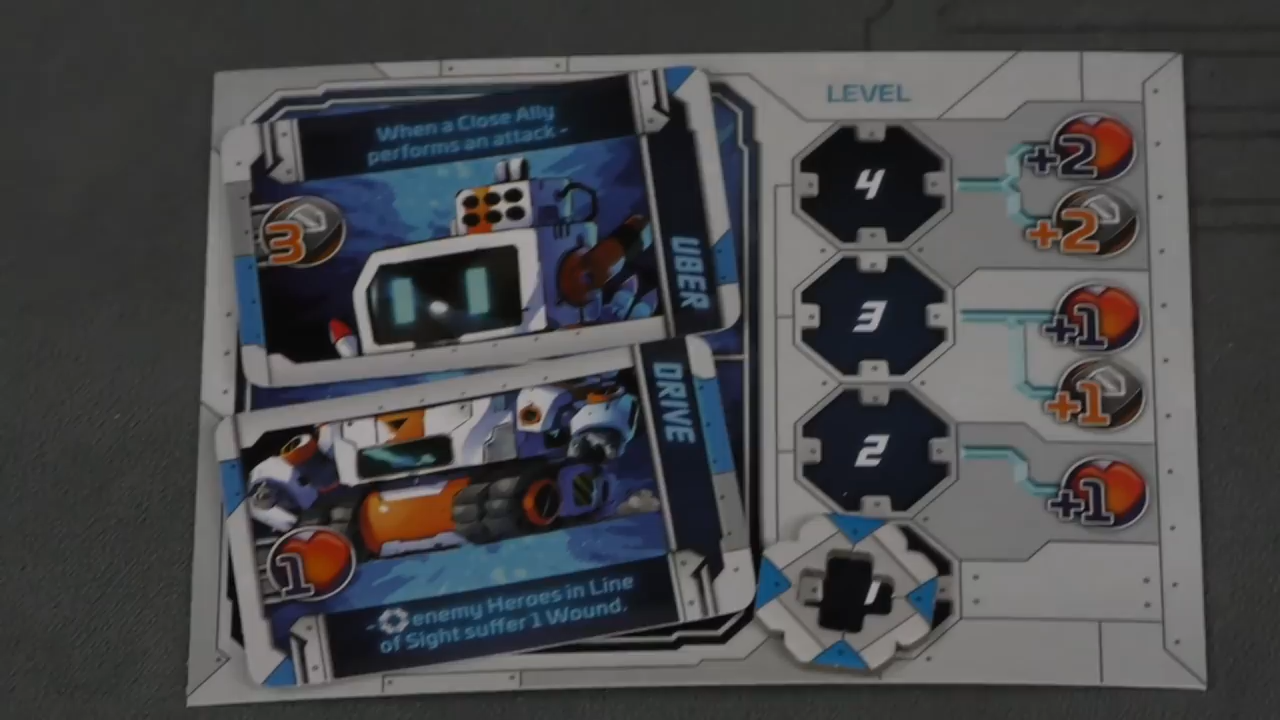 When a Close Ally
performs an attack -
3
UBER
DRIVE
1
- enemy Heroes in Line
of Sight suffer 1 Wound.
LEVEL
4
+2
+2
3
+1
+1
2
+1